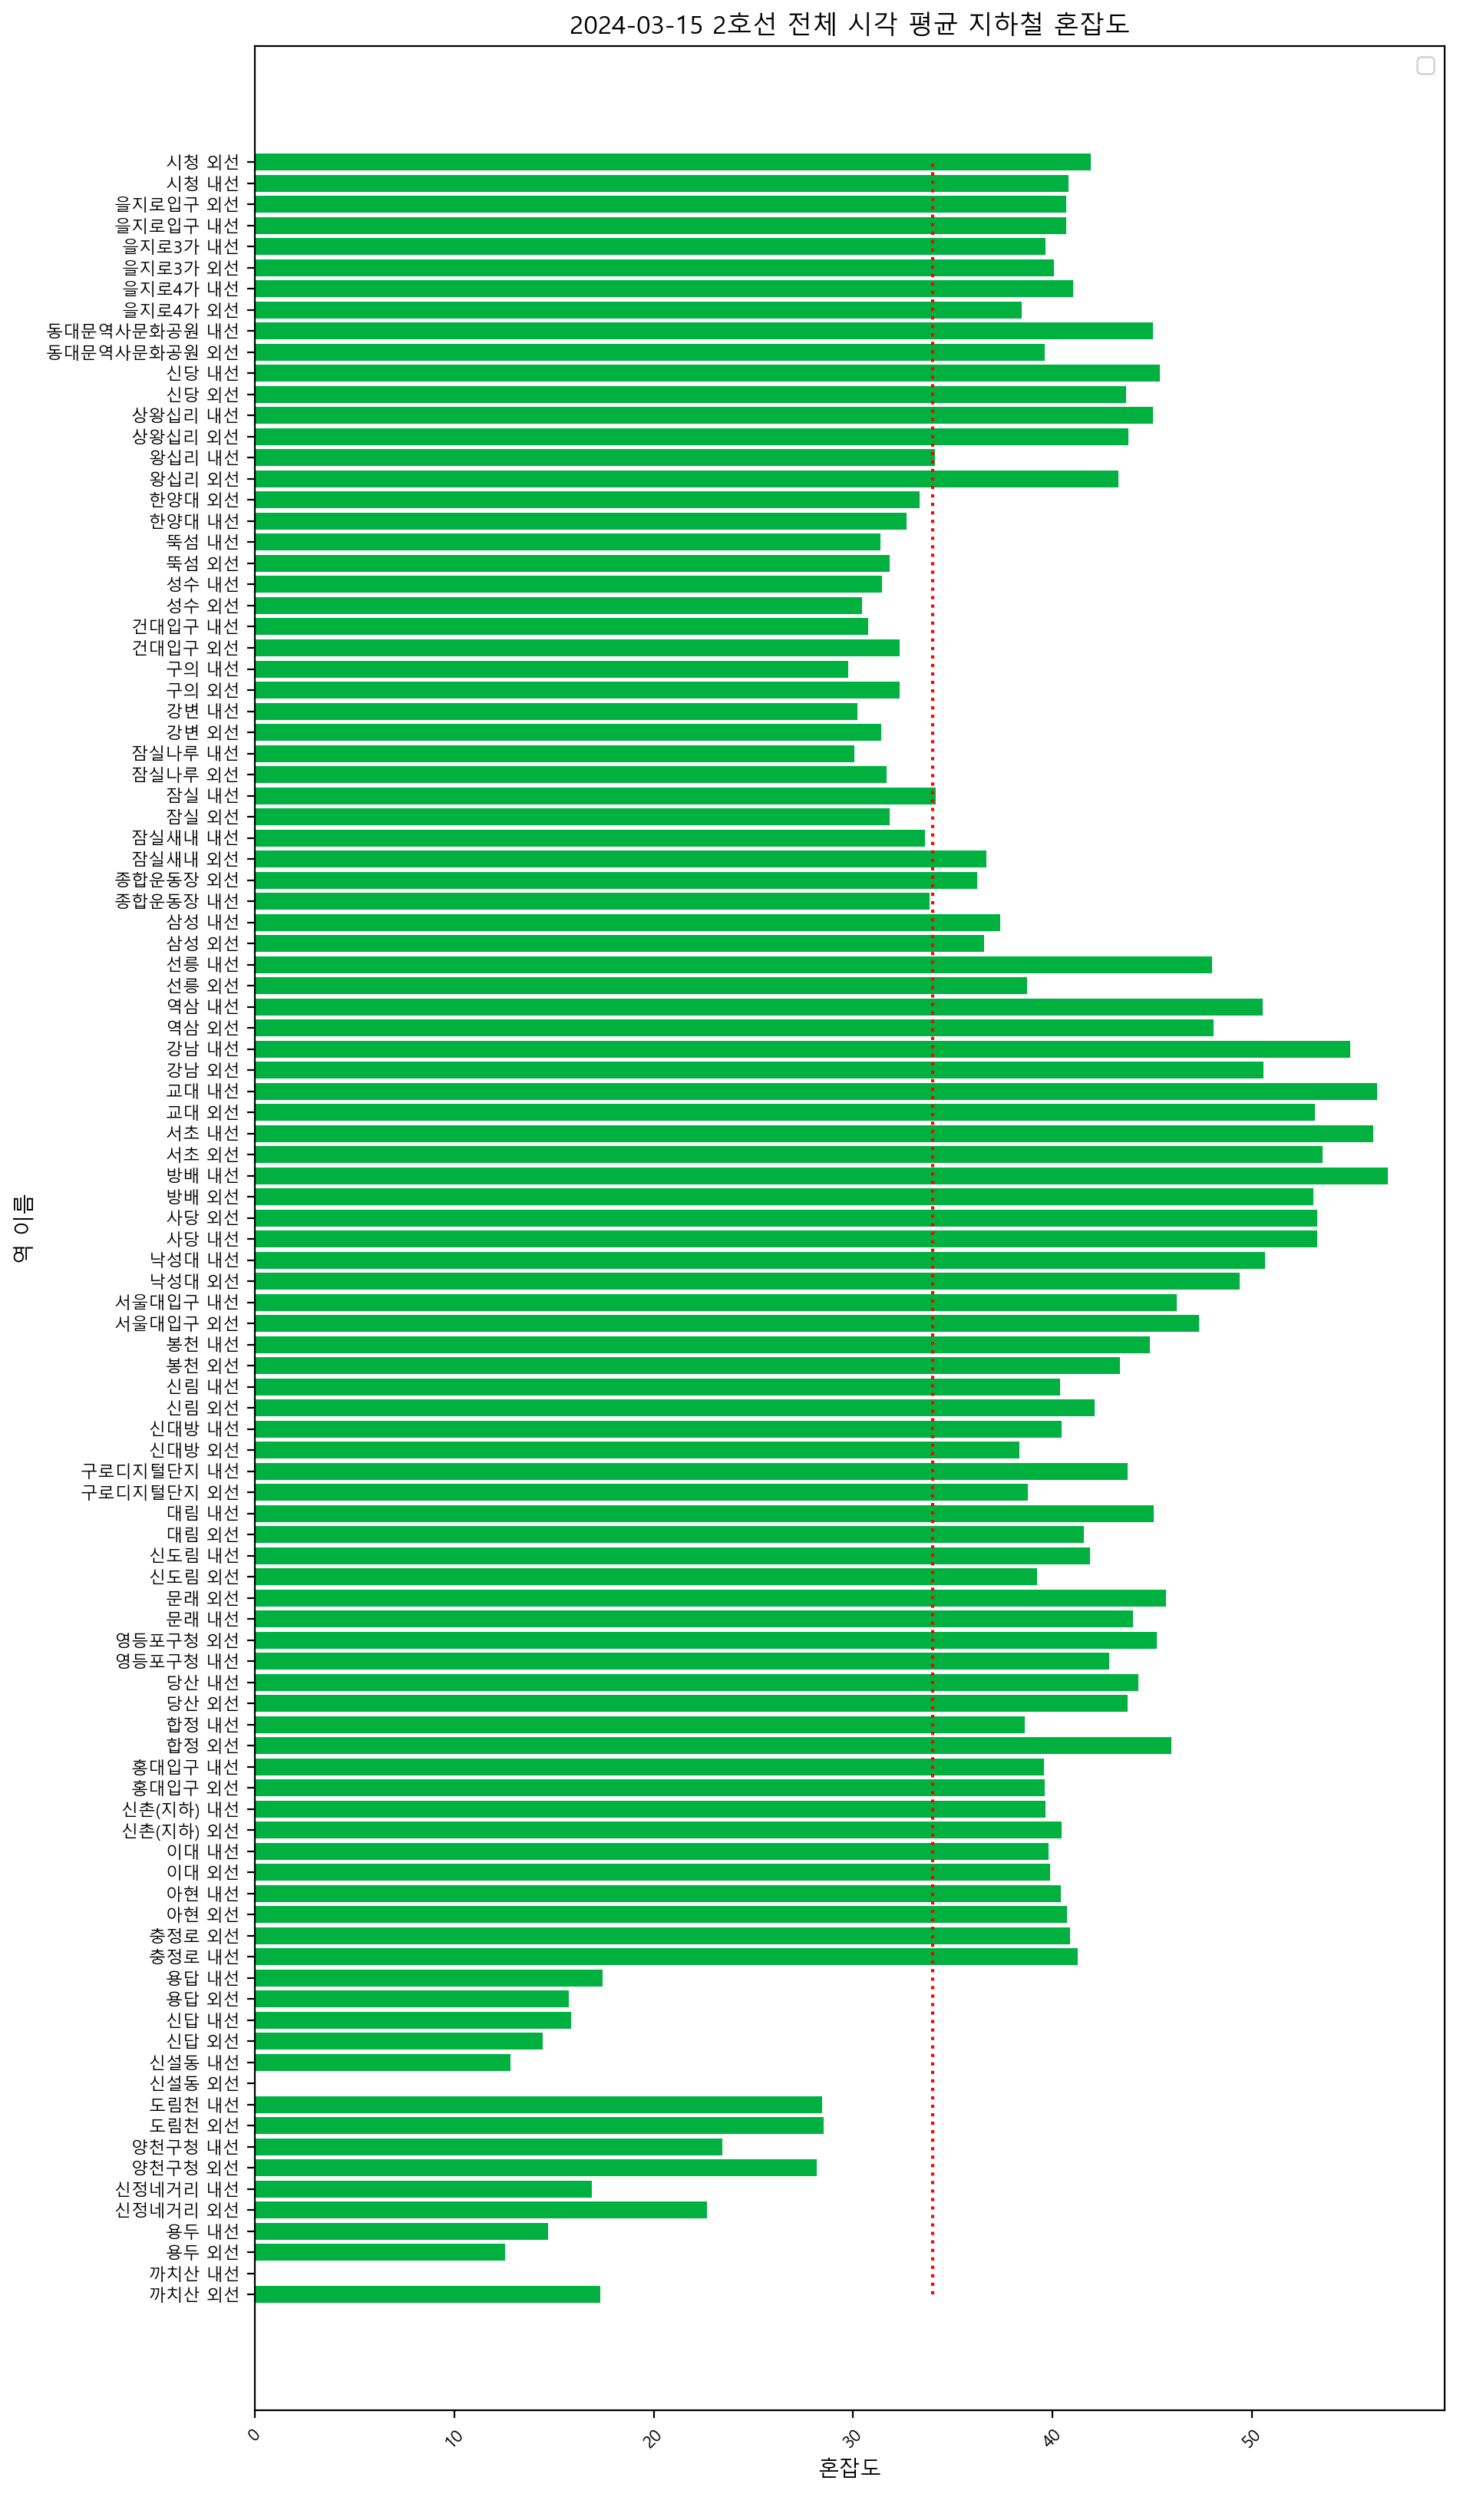 2024-03-15 2호선 전체 시각 평균 지하철 혼잡도
시청 외선
시청 내선
을지로입구 외선
을지로입구 내선
을지로3가 내선
을지로3가 외선
을지로4가 내선
을지로4가 외선
동대문역사문화공원 내선
동대문역사문화공원 외선
신당 내선
신당 외선
상왕십리 내선
상왕십리 외선
왕십리 내선
왕십리 외선
한양대 외선
한양대 내선
뚝섬 내선
뚝섬 외선
성수 내선
성수 외선
건대입구 내선
건대입구 외선
구의 내선
구의 외선
강변 내선
강변 외선
잠실나루 내선
잠실나루 외선
잠실 내선
잠실 외선
잠실새내 내선
잠실새내 외선
종합운동장 외선
종합운동장 내선
삼성 내선
삼성 외선
선릉 내선
선릉 외선
역삼 내선
역삼 외선
강남 내선
강남 외선
교대 내선
교대 외선
서초 내선
서초 외선
방배 내선
방배 외선
사당 외선
사당 내선
낙성대 내선
낙성대 외선
서울대입구 내선
서울대입구 외선
봉천 내선
봉천 외선
신림 내선
신림 외선
신대방 내선
신대방 외선
구로디지털단지 내선
구로디지털단지 외선
대림 내선
대림 외선
신도림 내선
신도림 외선
문래 외선
문래 내선
영등포구청 외선
영등포구청 내선
당산 내선
당산 외선
합정 내선
합정 외선
홍대입구 내선
홍대입구 외선
신촌(지하) 내선
신촌(지하) 외선
이대 내선
이대 외선
아현 내선
아현 외선
충정로 외선
충정로 내선
용답 내선
용답 외선
신답 내선
신답 외선
신설동 내선
신설동 외선
도림천 내선
도림천 외선
양천구청 내선
양천구청 외선
신정네거리 내선
신정네거리 외선
용두 내선
용두 외선
까치산 내선
까치산 외선
역 이름
0 10 20 30 40 50
혼잡도